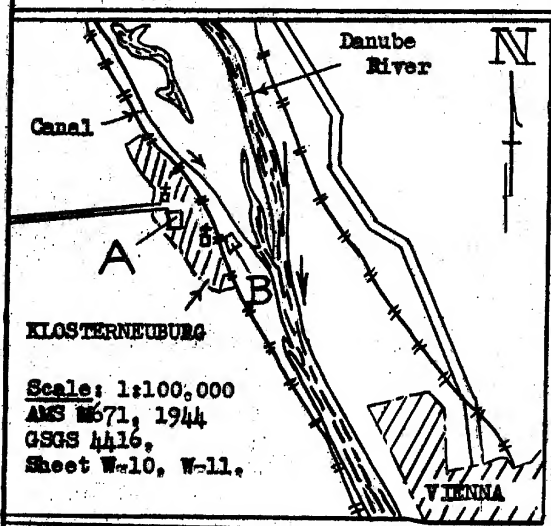 Danube
River
N
Canal
A
B
KLOSTERNEUBURG
Scale: 1:100,000
AMS M671, 1944
GSGS 4416,
Sheet W-10, W-11.
VIENNA